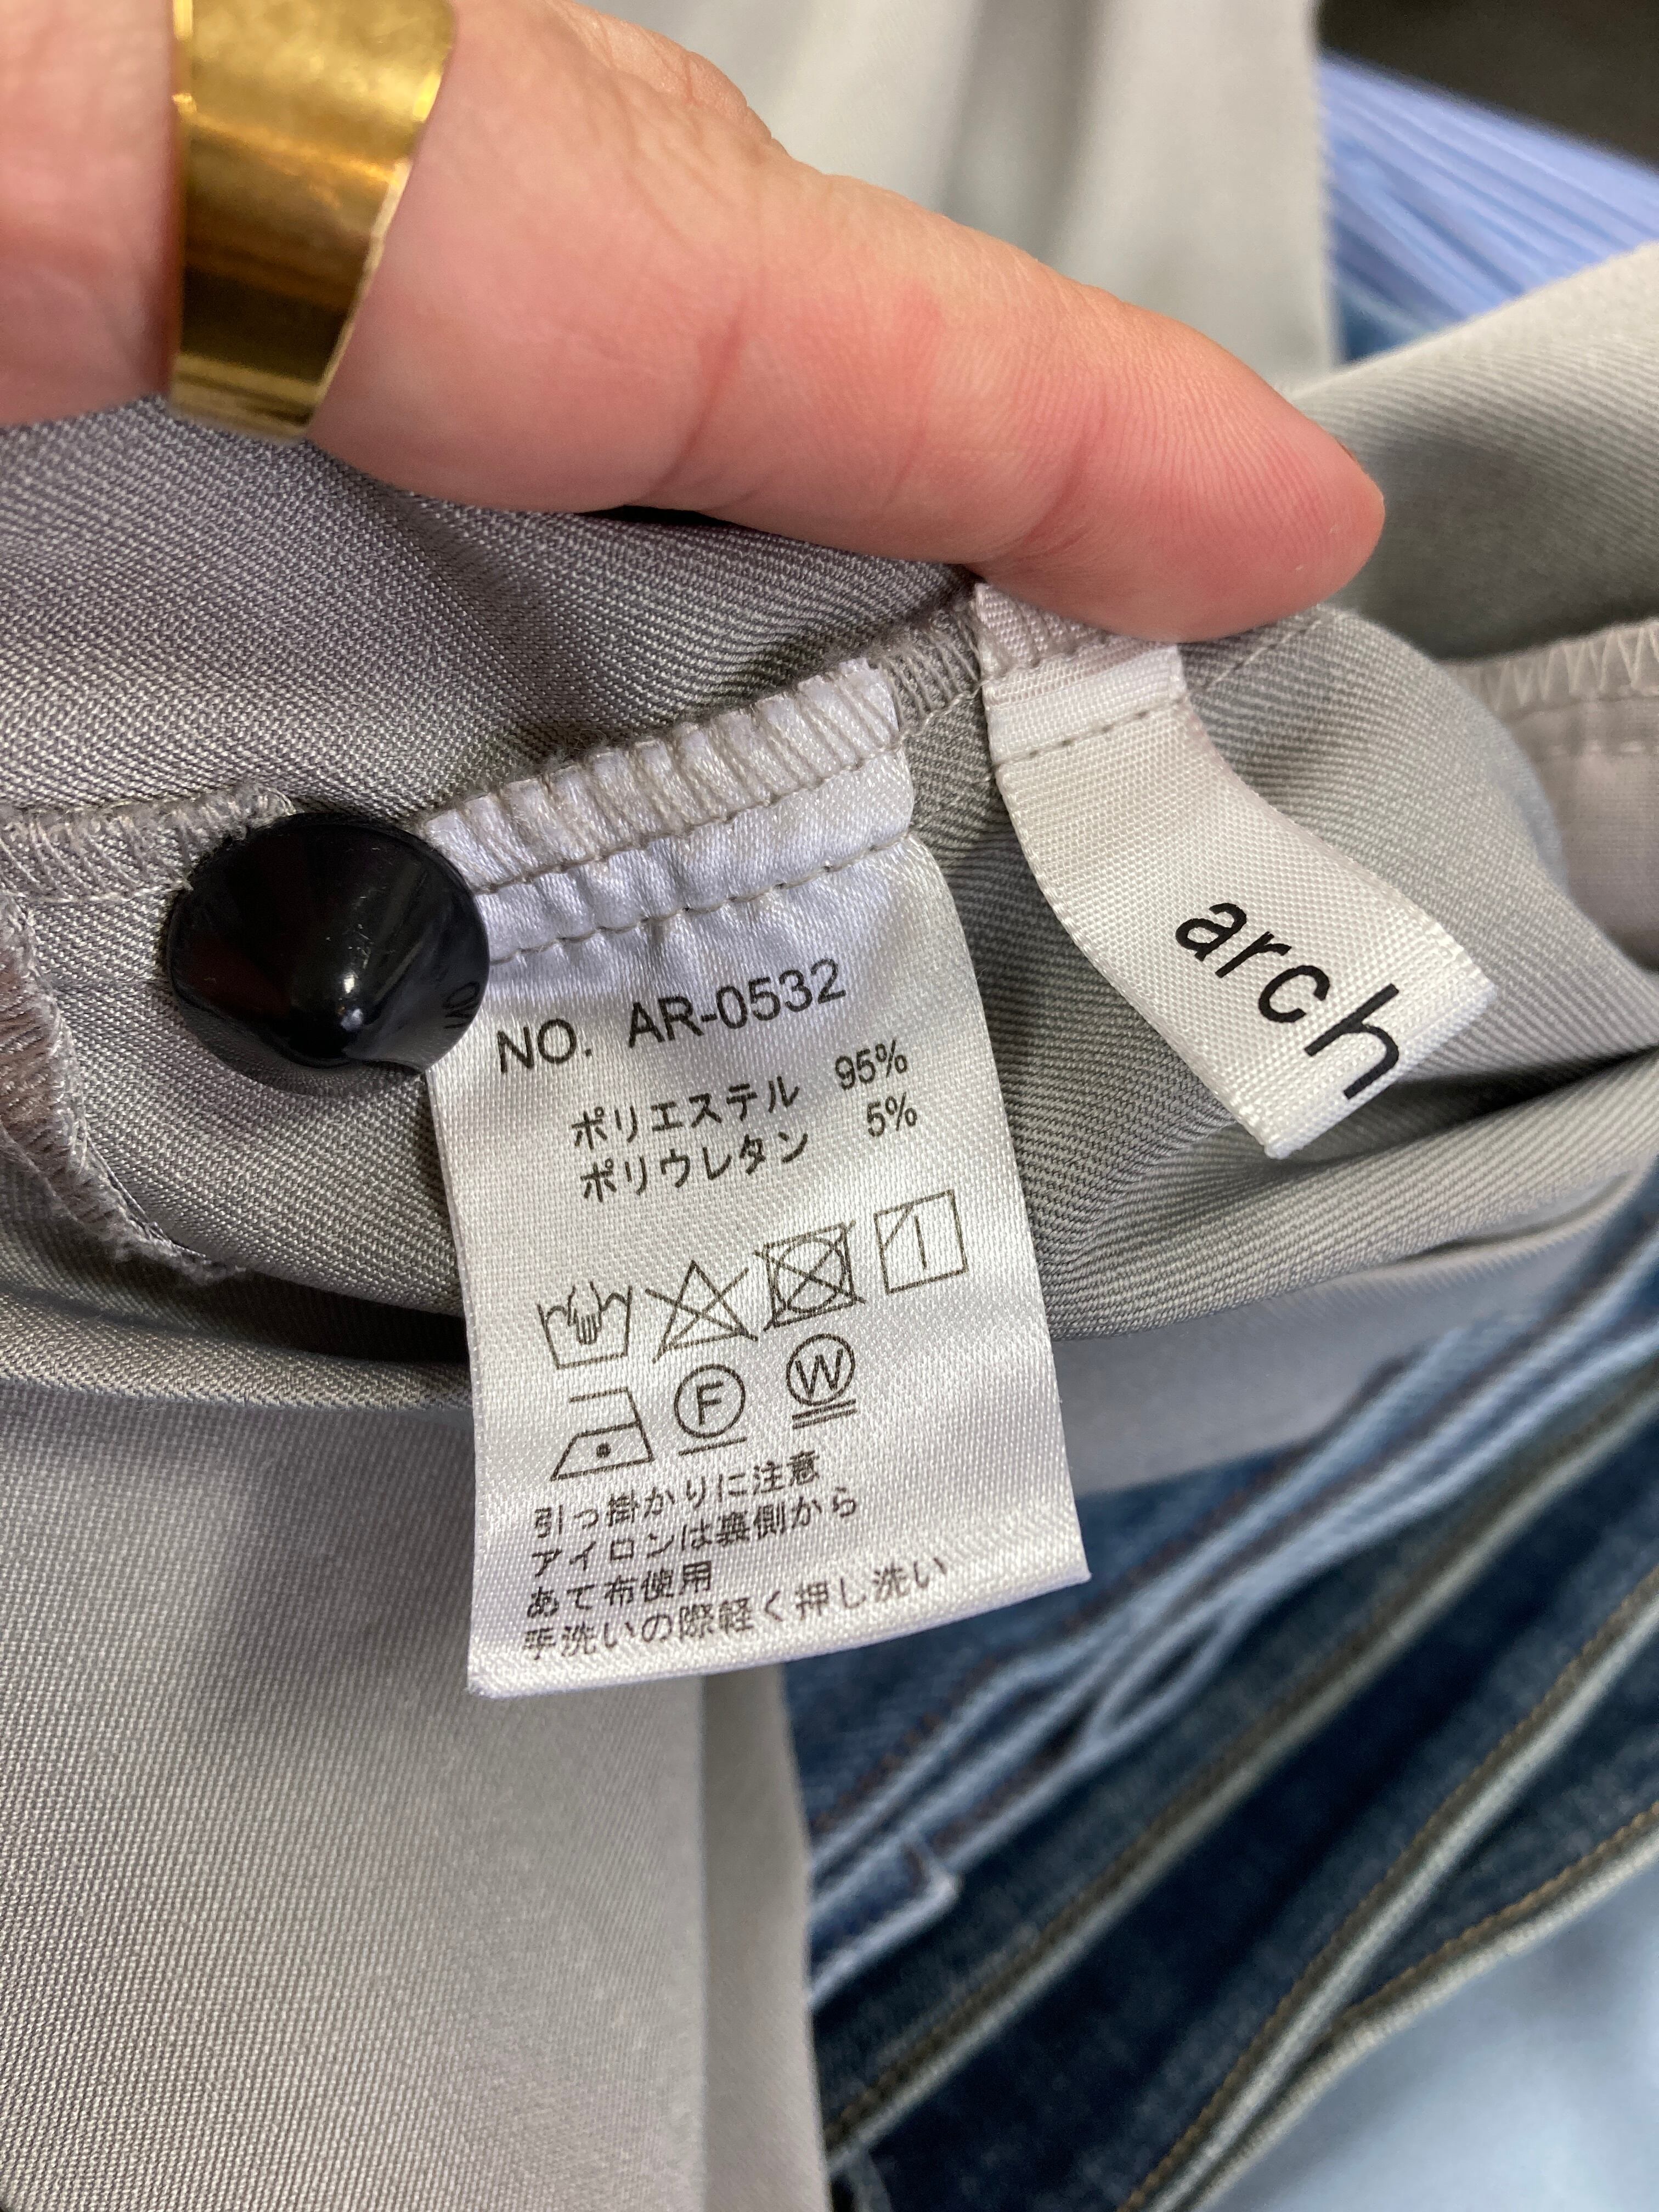 NO. AR-0532
ポリエステル 95%
ポリウレタン 5%
F W
引っ掛かりに注意
アイロンは裏側から
あて布使用
手洗いの際軽く押し洗い
arch